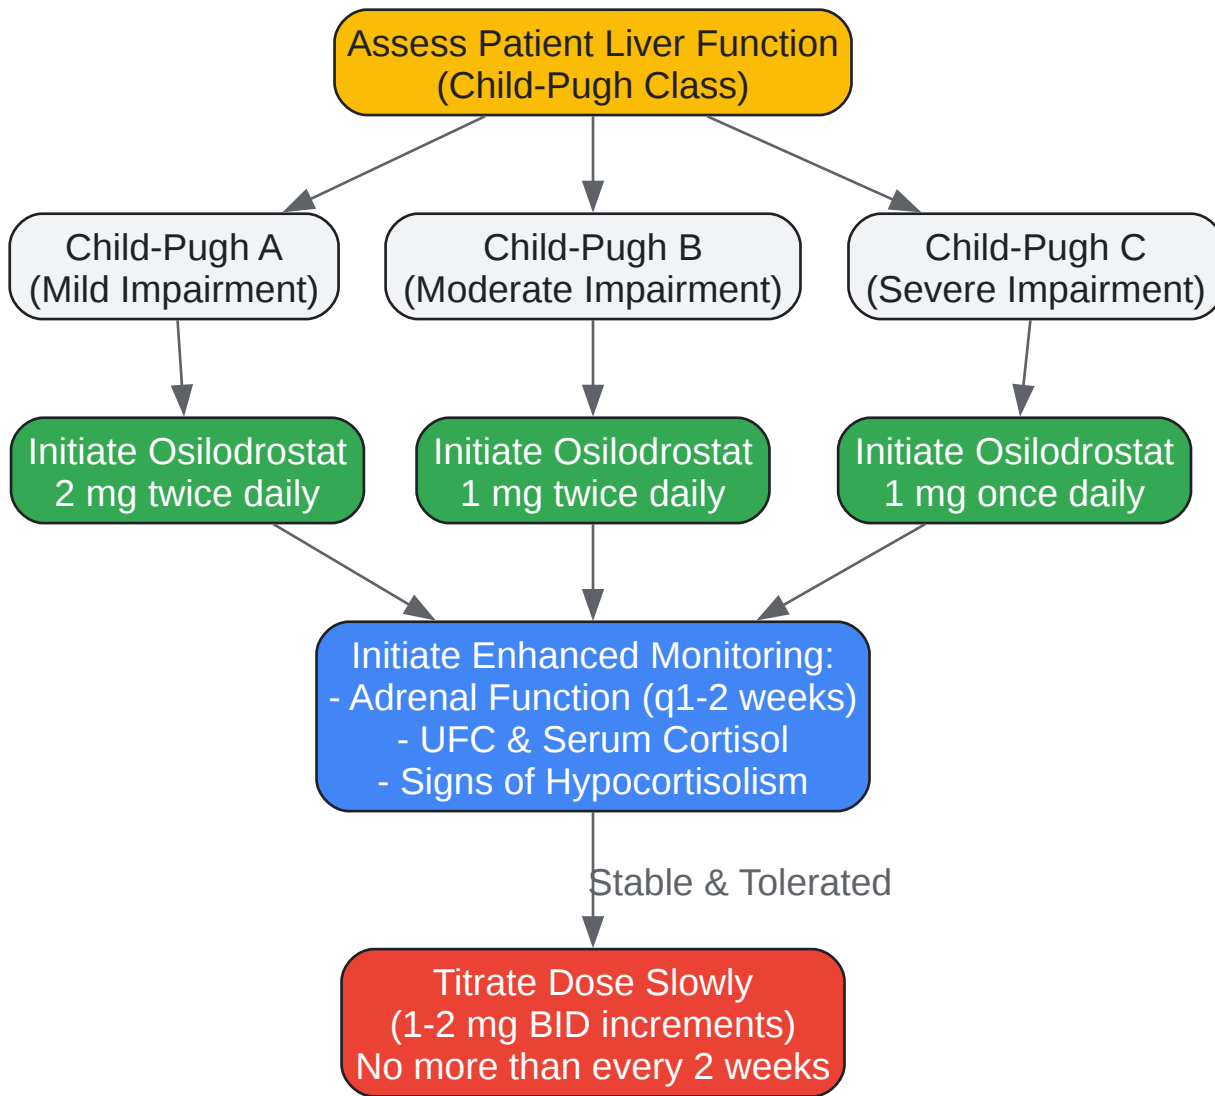 Assess Patient Liver Function
(Child-Pugh Class)
Child-Pugh A
(Mild Impairment)
Child-Pugh B
(Moderate Impairment)
Child-Pugh C
(Severe Impairment)
Initiate Osilodrostat
2 mg twice daily
Initiate Osilodrostat
1 mg twice daily
Initiate Osilodrostat
1 mg once daily
Initiate Enhanced Monitoring:
- Adrenal Function (q1-2 weeks)
- UFC & Serum Cortisol
- Signs of Hypocortisolism
Stable & Tolerated
Titrate Dose Slowly
(1-2 mg BID increments)
No more than every 2 weeks